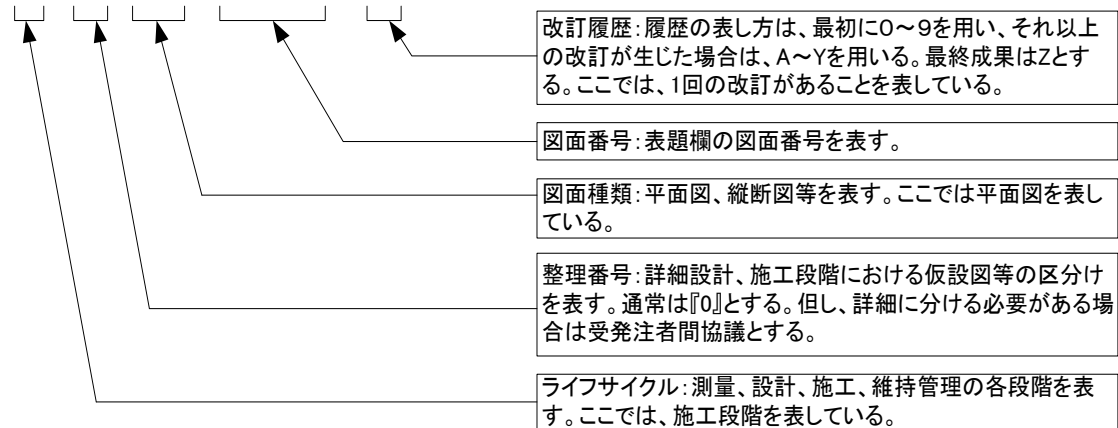 改訂履歴：履歴の表し方は、最初に0～9を用い、それ以上
の改訂が生じた場合は、A～Yを用いる。最終成果はZとす
る。ここでは、1回の改訂があることを表している。
図面番号：表題欄の図面番号を表す。
図面種類：平面図、縦断図等を表す。ここでは平面図を表し
ている。
整理番号：詳細設計、施工段階における仮設図等の区分け
を表す。通常は『0』とする。但し、詳細に分ける必要がある場
合は受発注者間協議とする。
ライフサイクル：測量、設計、施工、維持管理の各段階を表
す。ここでは、施工段階を表している。